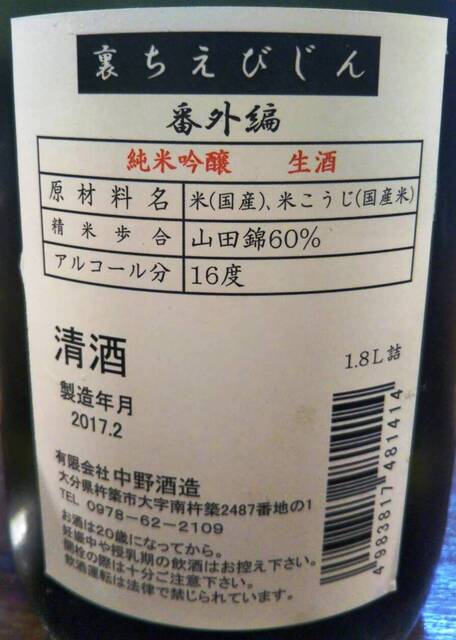 裏ちえびじん
番外編
純米吟醸 生酒
原材料名 米(国産)、米こうじ(国産米)
精米歩合 山田錦60%
アルコール分 16度
清酒
1.8L詰
製造年月
2017.2
有限会社中野酒造
大分県杵築市大字南杵築2487番地の1
TEL 0978-62-2109
お酒は20歳になってから。
妊娠中や授乳期の飲酒はお控え下さい。
開栓の際は十分ご注意下さい。
飲酒運転は法律で禁じられています。
4983817481414